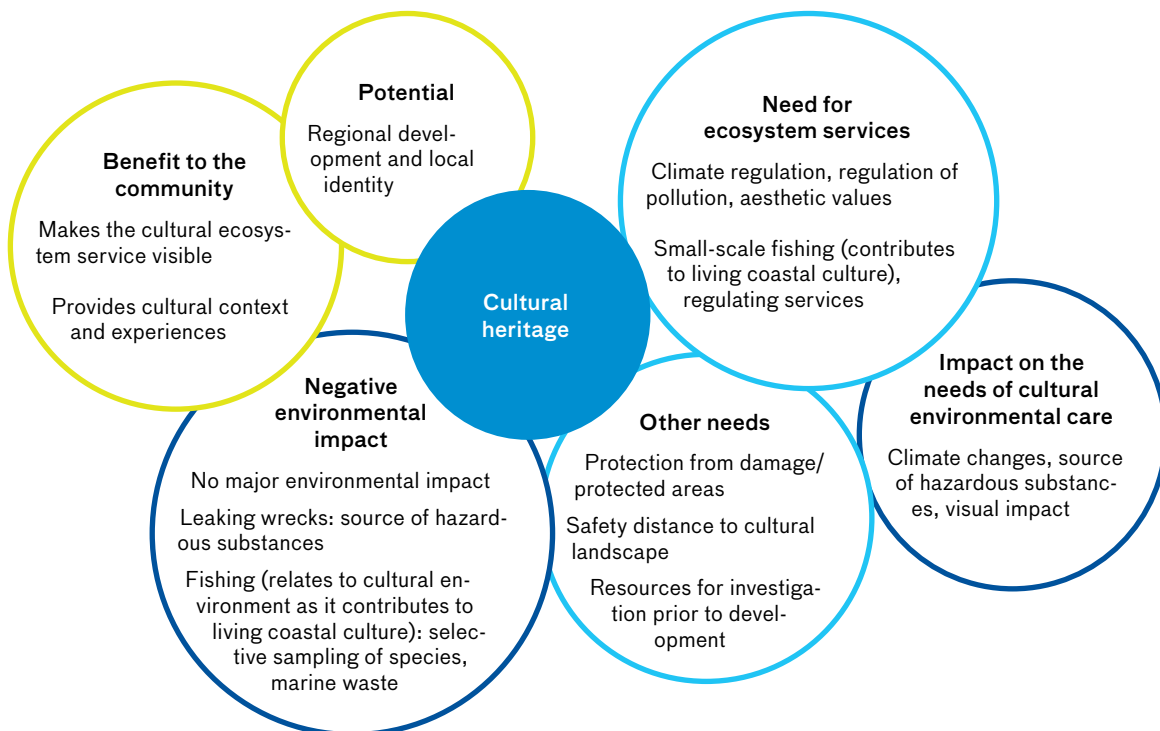 Potential
Regional devel-
opment and local
identity
Benefit to the
community
Makes the cultural ecosys-
tem service visible
Provides cultural context
and experiences
Need for
ecosystem services
Climate regulation, regulation of
pollution, aesthetic values
Small-scale fishing (contributes
to living coastal culture),
regulating services
Cultural
heritage
Impact on the
needs of cultural
environmental care
Climate changes, source
of hazardous substanc-
es, visual impact
Negative
environmental
impact
No major environmental impact
Leaking wrecks: source of hazard-
ous substances
Fishing (relates to cultural en-
vironment as it contributes to
living coastal culture): selec-
tive sampling of species,
marine waste
Other needs
Protection from damage/
protected areas
Safety distance to cultural
landscape
Resources for investiga-
tion prior to devel-
opment